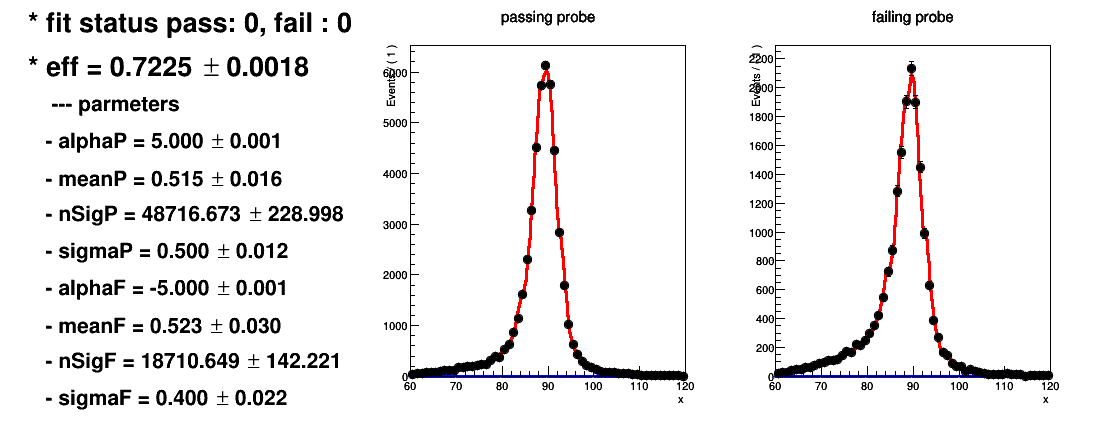 * fit status pass: 0, fail : 0
* eff = 0.7225 ± 0.0018
--- parmeters
- alphaP = 5.000 ± 0.001
- meanP = 0.515 ± 0.016
- nSigP = 48716.673 ± 228.998
- sigmaP = 0.500 ± 0.012
- alphaF = -5.000 ± 0.001
- meanF = 0.523 ± 0.030
- nSigF = 18710.649 ± 142.221
- sigmaF = 0.400 ± 0.022
passing probe
Events / ( 1 )
6000
5000
4000
3000
2000
1000
0
60 70 80 90 100 110 120
x
failing probe
Events /
2200
2000
1800
1600
1400
1200
1000
800
600
400
200
0
60 70 80 90 100 110 120
x